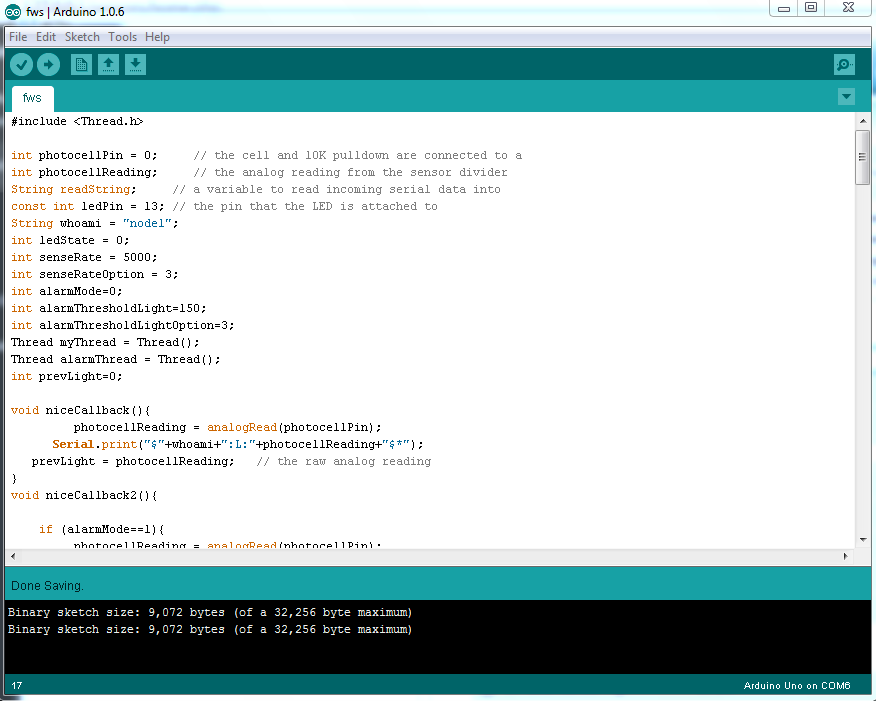 fws | Arduino 1.0.6
File Edit Sketch Tools Help
fws
#include <Thread.h>
int photocellPin = 0;     // the cell and 10K pulldown are connected to a
int photocellReading;     // the analog reading from the sensor divider
String readString;     // a variable to read incoming serial data into
const int ledPin = 13; // the pin that the LED is attached to
String whoami = "node1";
int ledState = 0;
int senseRate = 5000;
int senseRateOption = 3;
int alarmMode=0;
int alarmThresholdLight=150;
int alarmThresholdLightOption=3;
Thread myThread = Thread();
Thread alarmThread = Thread();
int prevLight=0;
void niceCallback(){
         photocellReading = analogRead(photocellPin);
      Serial.print("$"+whoami+":L:"+photocellReading+"$*");
   prevLight = photocellReading;   // the raw analog reading
}
void niceCallback2(){
    if (alarmMode==1){
         photocellReading = analogRead(photocellPin);
Done Saving.
Binary sketch size: 9,072 bytes (of a 32,256 byte maximum)
Binary sketch size: 9,072 bytes (of a 32,256 byte maximum)
17 Arduino Uno on COM6